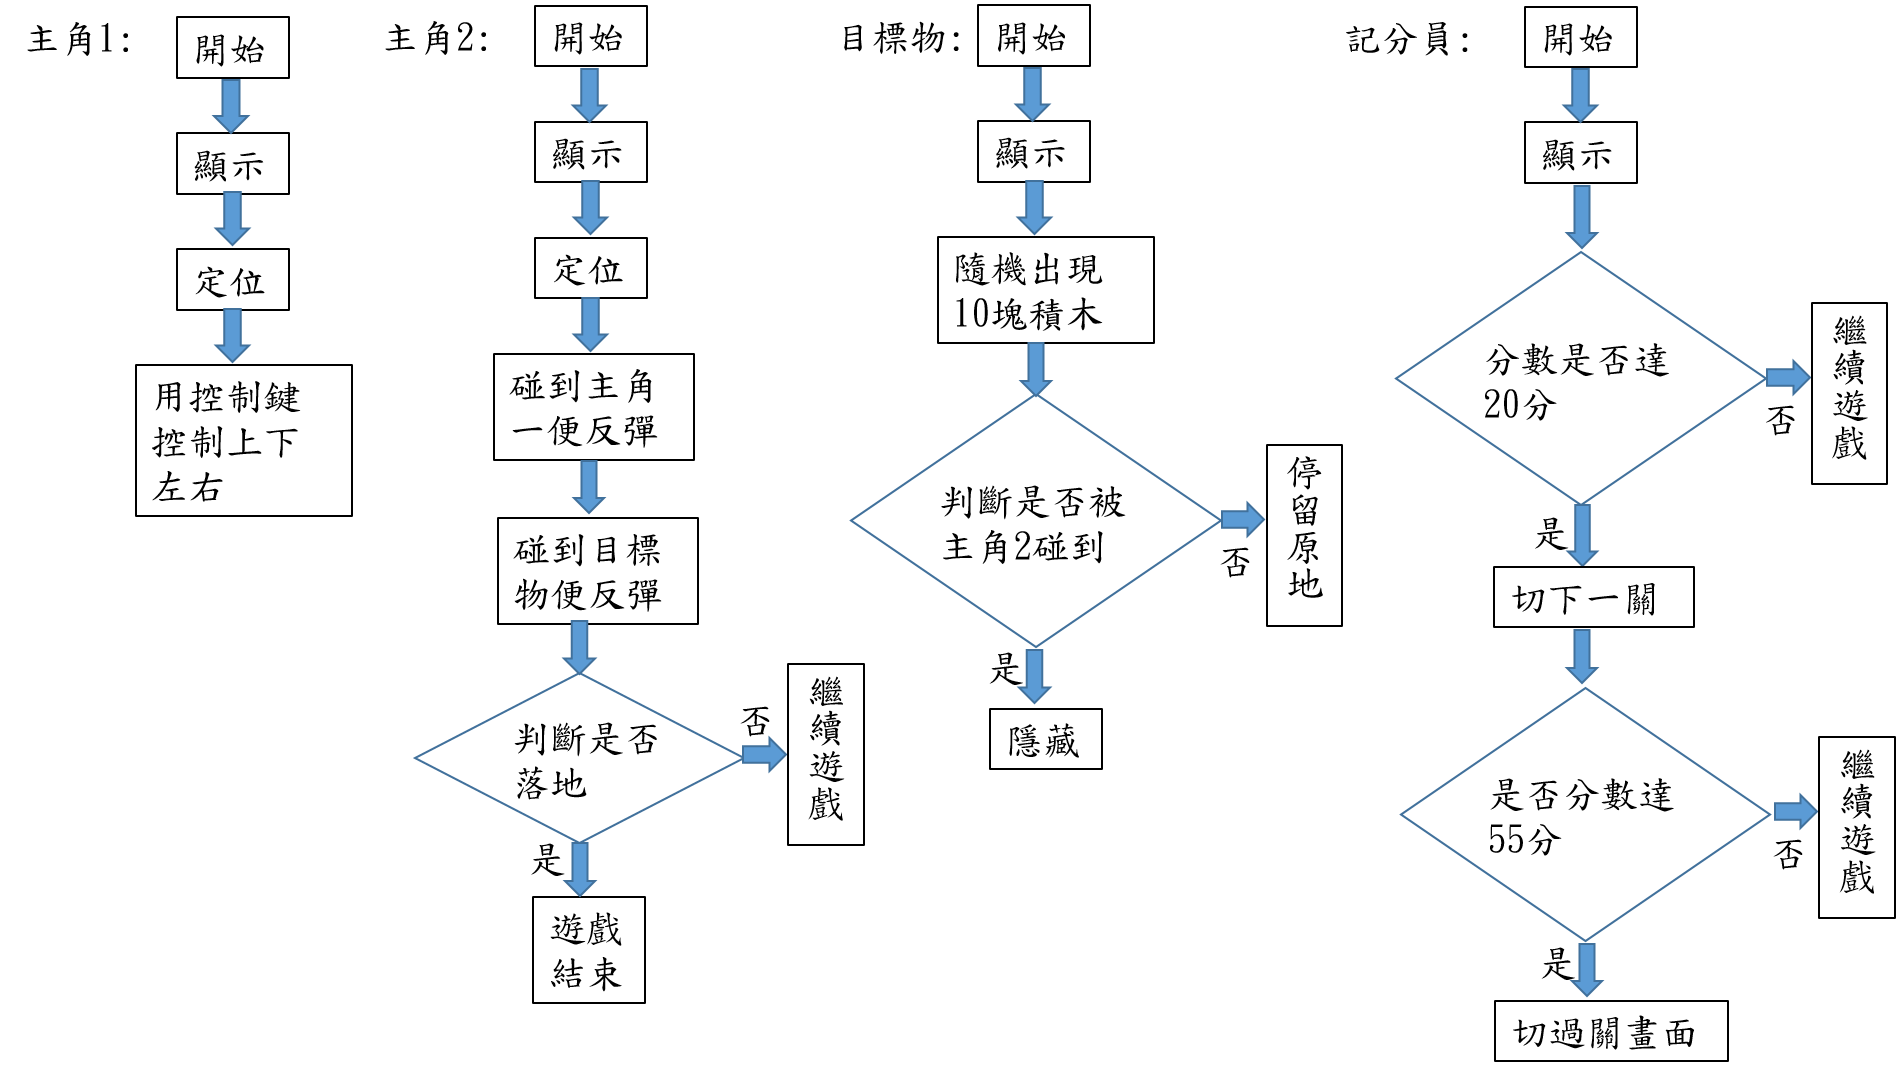 主角1:
開始
顯示
定位
用控制鍵
控制上下
左右
主角2:
開始
顯示
定位
碰到主角
一便反彈
碰到目標
物便反彈
判斷是否
落地
否
繼續遊戲
是
遊戲
結束
目標物:
開始
顯示
隨機出現
10塊積木
判斷是否被
主角2碰到
否
停留原地
是
隱藏
記分員:
開始
顯示
分數是否達
20分
否
繼續遊戲
是
切下一關
是否分數達
55分
否
繼續遊戲
是
切過關畫面